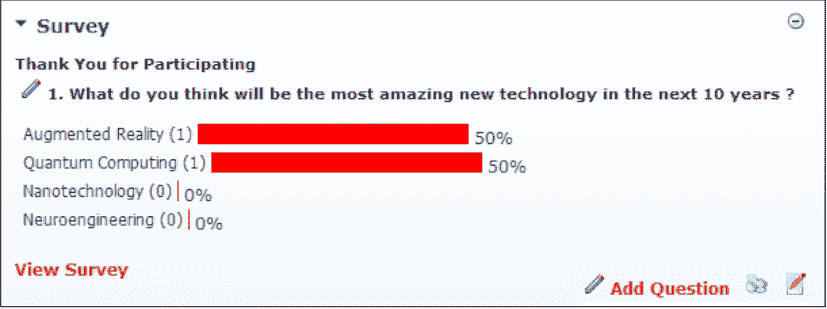 Survey
Thank You for Participating
1. What do you think will be the most amazing new technology in the next 10 years ?
Augmented Reality (1) 50%
Quantum Computing (1) 50%
Nanotechnology (0) 0%
Neuroengineering (0) 0%
View Survey
Add Question